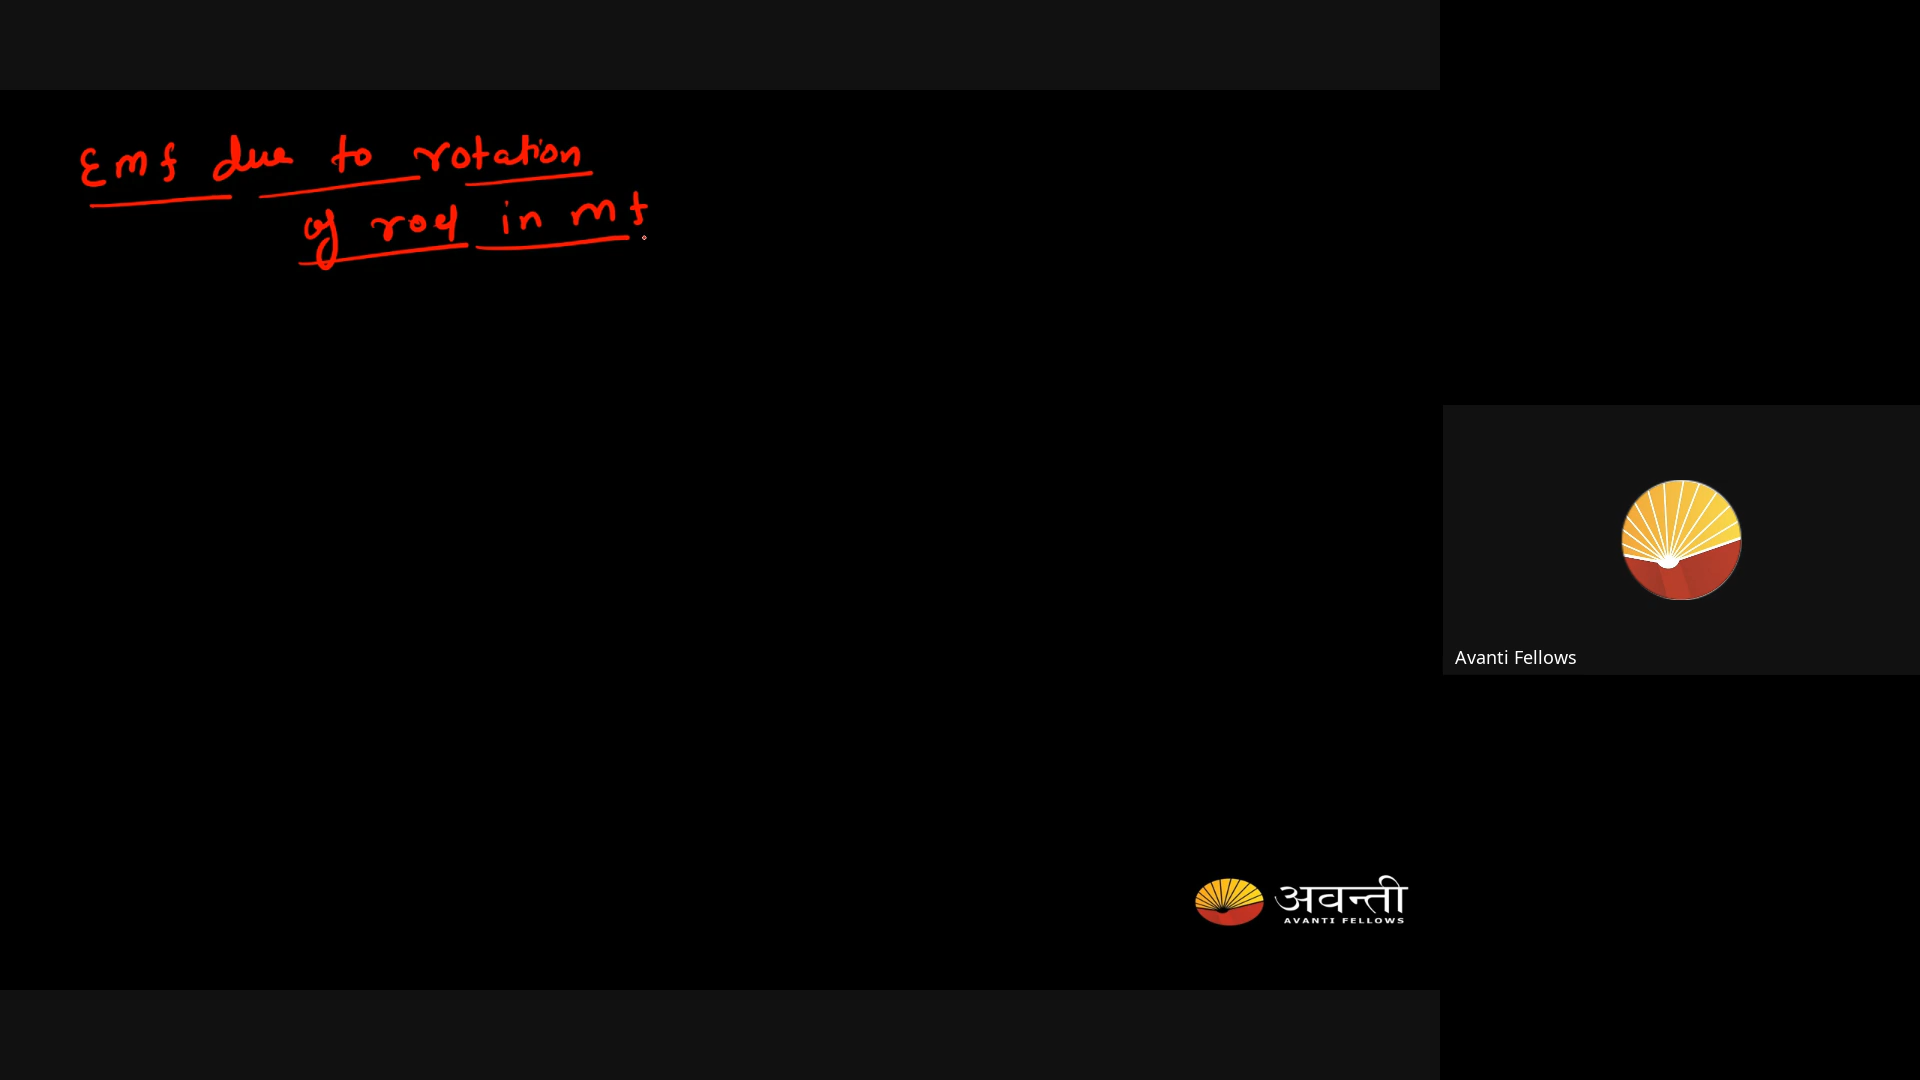 Emf due to rotation
of rod in mf
Avanti Fellows
अवन्ती
AVANTI FELLOWS